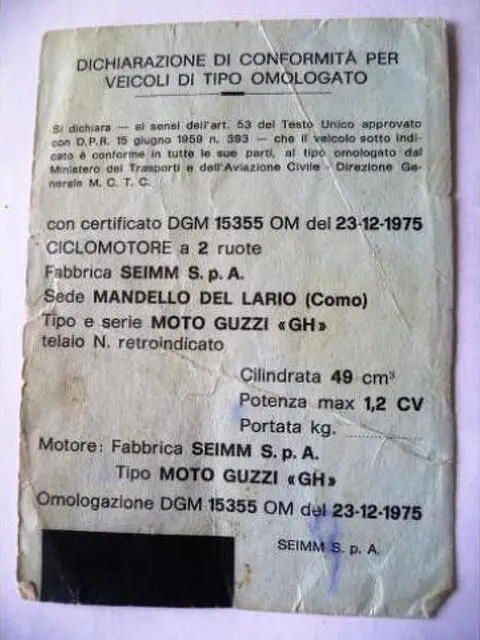 DICHIARAZIONE DI CONFORMITÀ PER
VEICOLI DI TIPO OMOLOGATO
Si dichiara — ai sensi dell'art. 53 del Testo Unico approvato
con D.P.R. 15 giugno 1959 n. 393 — che il veicolo sotto indi-
cato è conforme in tutte le sue parti, al tipo omologato dal
Ministero dei Trasporti e dell'Aviazione Civile - Direzione Ge-
nerale M. C. T. C.
con certificato DGM 15355 OM del 23-12-1975
CICLOMOTORE a 2 ruote
Fabbrica SEIMM S. p. A.
Sede MANDELLO DEL LARIO (Como)
Tipo e serie MOTO GUZZI «GH»
telaio N. retroindicato
Cilindrata 49 cm³
Potenza max 1,2 CV
Portata kg. ............
Motore: Fabbrica SEIMM S. p. A.
Tipo MOTO GUZZI «GH»
Omologazione DGM 15355 OM del 23-12-1975
SEIMM S. p. A.